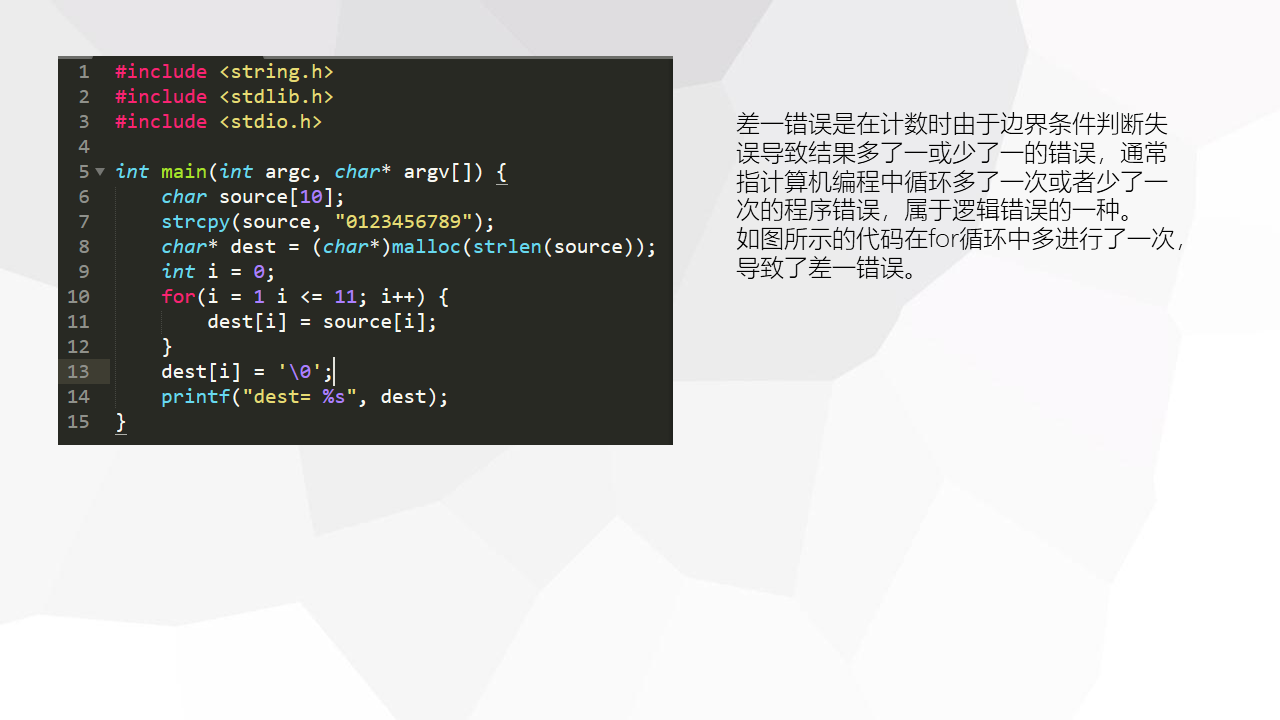 1 #include <string.h>
2 #include <stdlib.h>
3 #include <stdio.h>
4
5 int main(int argc, char* argv[]) {
6     char source[10];
7     strcpy(source, "0123456789");
8     char* dest = (char*)malloc(strlen(source));
9     int i = 0;
10     for(i = 1 i <= 11; i++) {
11         dest[i] = source[i];
12     }
13     dest[i] = '\0';
14     printf("dest= %s", dest);
15 }
差一错误是在计数时由于边界条件判断失
误导致结果多了一或少了一的错误，通常
指计算机编程中循环多了一次或者少了一
次的程序错误，属于逻辑错误的一种。
如图所示的代码在for循环中多进行了一次，
导致了差一错误。